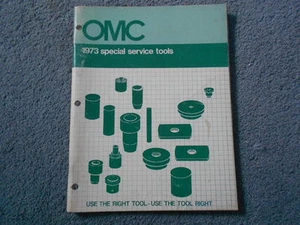 OMC
1973 special service tools
USE THE RIGHT TOOL - USE THE TOOL RIGHT